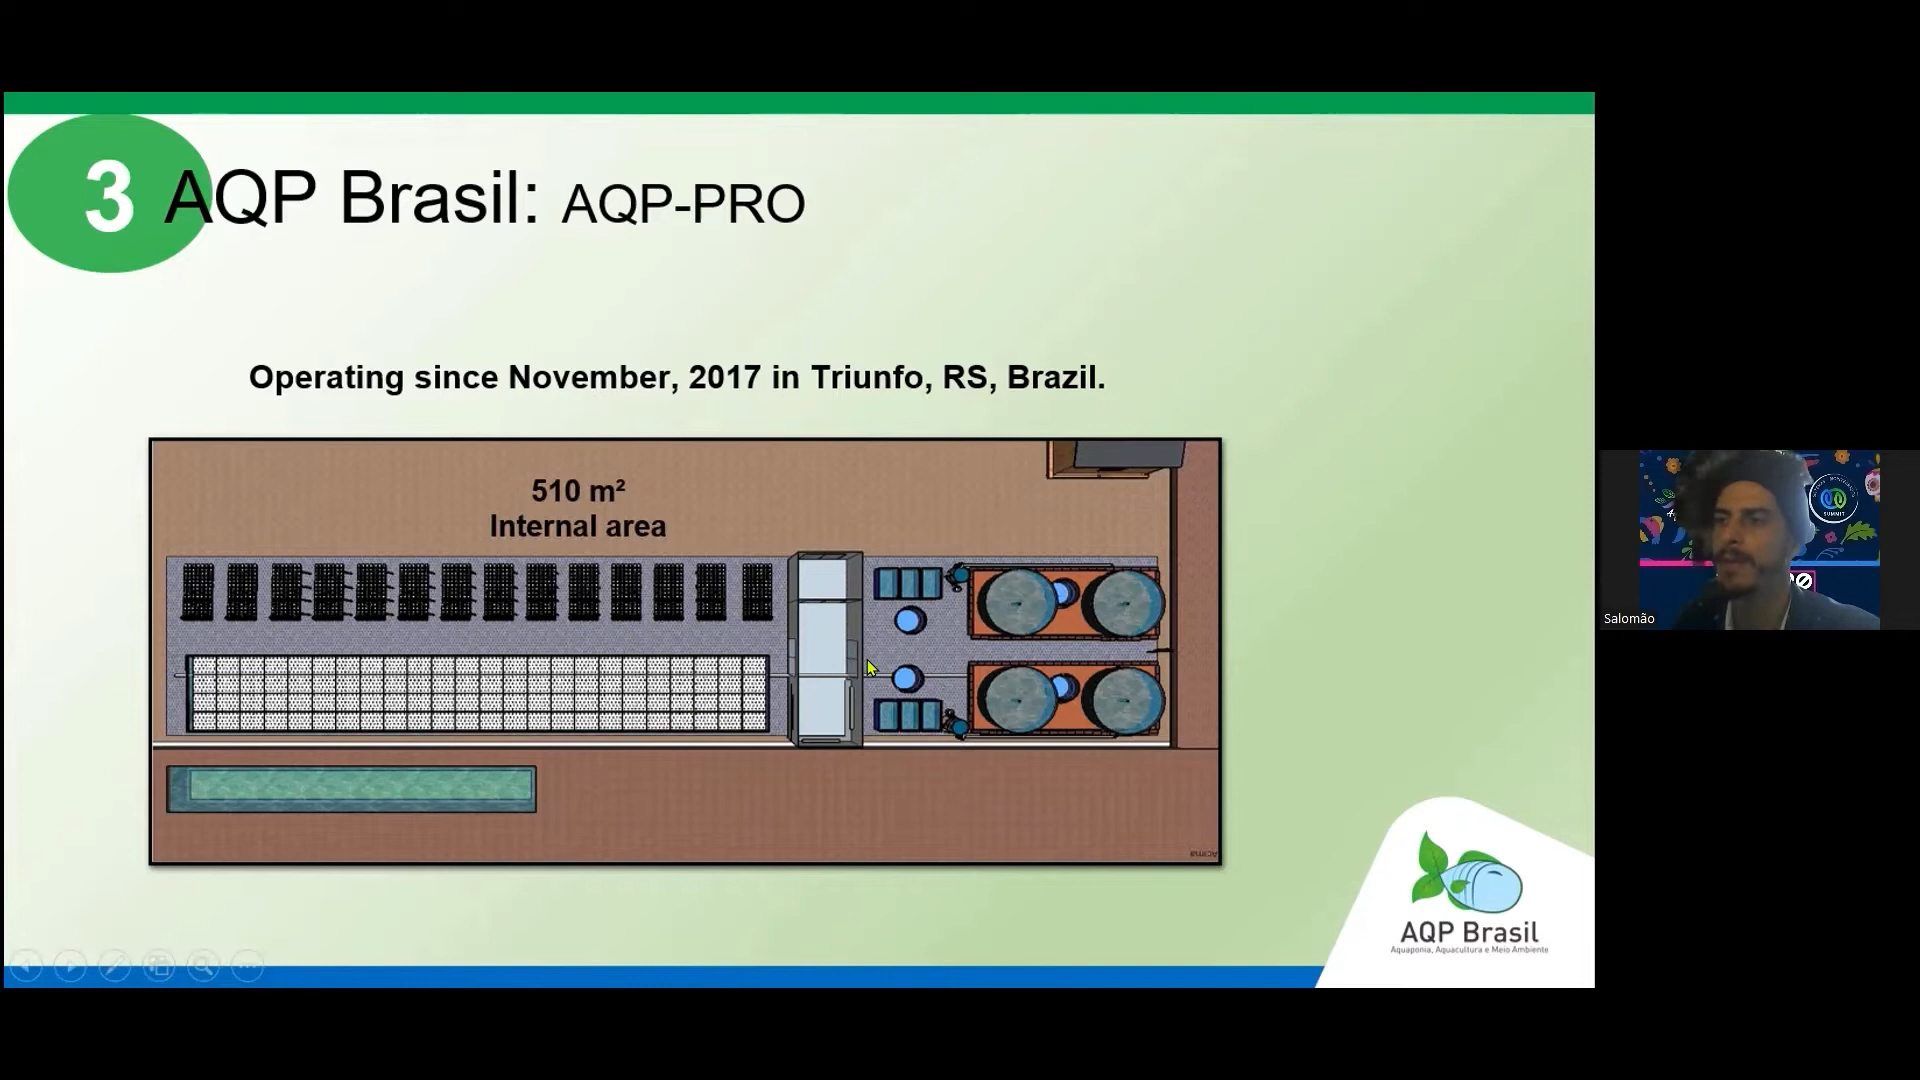 3 AQP Brasil: AQP-PRO
Operating since November, 2017 in Triunfo, RS, Brazil.
510 m²
Internal area
SUMMIT
Salomão
AQP Brasil
Aquaponia, Aquacultura e Meio Ambiente